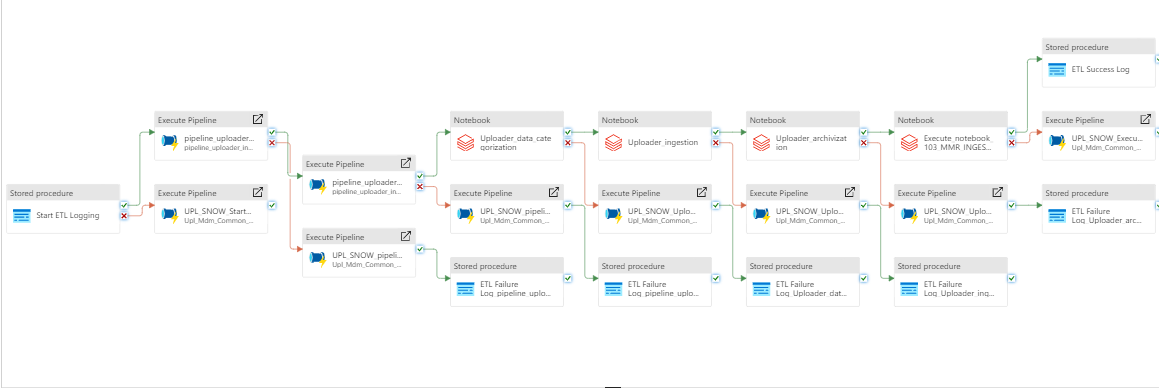 Stored procedure
ETL Success Log
Execute Pipeline
pipeline_uploader...
pipeline_uploader_in...
Notebook
Uploader_data_cate
gorization
Notebook
Uploader_ingestion
Notebook
Uploader_archivizat
ion
Notebook
Execute_notebook
103_MMR_INGES...
Execute Pipeline
UPL_SNOW_Execu...
Upl_Mdm_Common_...
Execute Pipeline
pipeline_uploader...
pipeline_uploader_in...
Stored procedure
Start ETL Logging
Execute Pipeline
UPL_SNOW_Start...
Upl_Mdm_Common_...
Execute Pipeline
UPL_SNOW_pipeli...
Upl_Mdm_Common_...
Execute Pipeline
UPL_SNOW_Uplo...
Upl_Mdm_Common_...
Execute Pipeline
UPL_SNOW_Uplo...
Upl_Mdm_Common_...
Execute Pipeline
UPL_SNOW_Uplo...
Upl_Mdm_Common_...
Stored procedure
ETL Failure
Log_Uploader_arc...
Execute Pipeline
UPL_SNOW_pipeli...
Upl_Mdm_Common_...
Stored procedure
ETL Failure
Log_pipeline_uplo...
Stored procedure
ETL Failure
Log_pipeline_uplo...
Stored procedure
ETL Failure
Log_Uploader_dat...
Stored procedure
ETL Failure
Log_Uploader_ing...